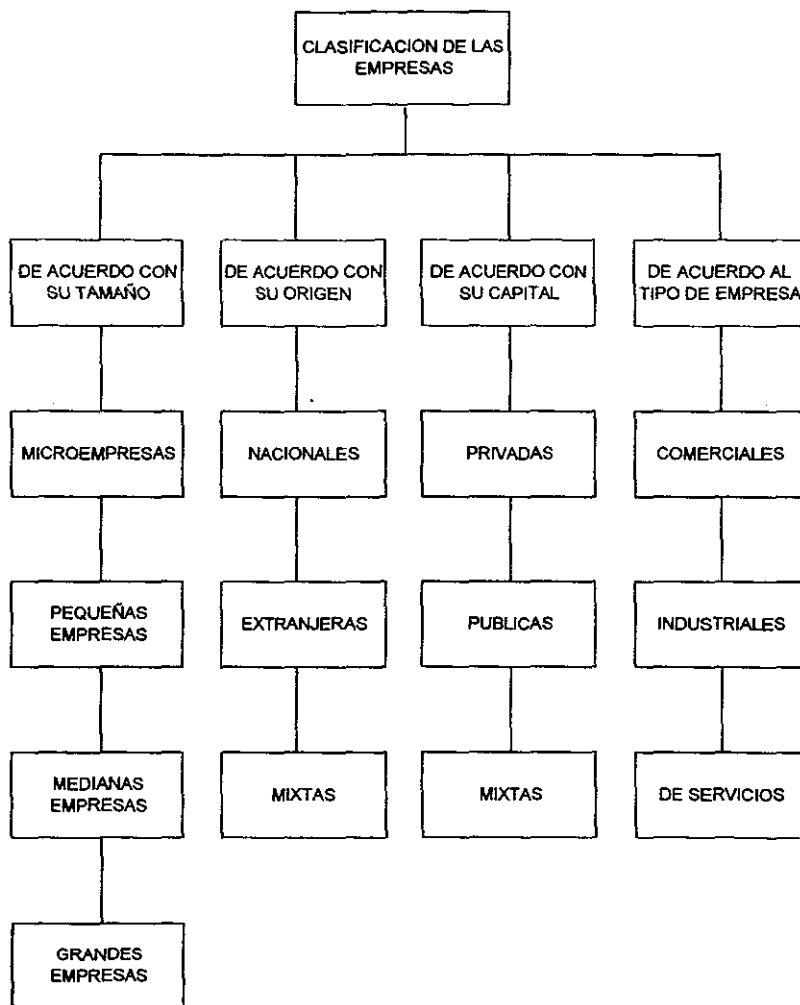 CLASIFICACION DE LAS
EMPRESAS
DE ACUERDO CON
SU TAMAÑO
DE ACUERDO CON
SU ORIGEN
DE ACUERDO CON
SU CAPITAL
DE ACUERDO AL
TIPO DE EMPRESA
MICROEMPRESAS
NACIONALES
PRIVADAS
COMERCIALES
PEQUEÑAS
EMPRESAS
EXTRANJERAS
PUBLICAS
INDUSTRIALES
MEDIANAS
EMPRESAS
MIXTAS
MIXTAS
DE SERVICIOS
GRANDES
EMPRESAS